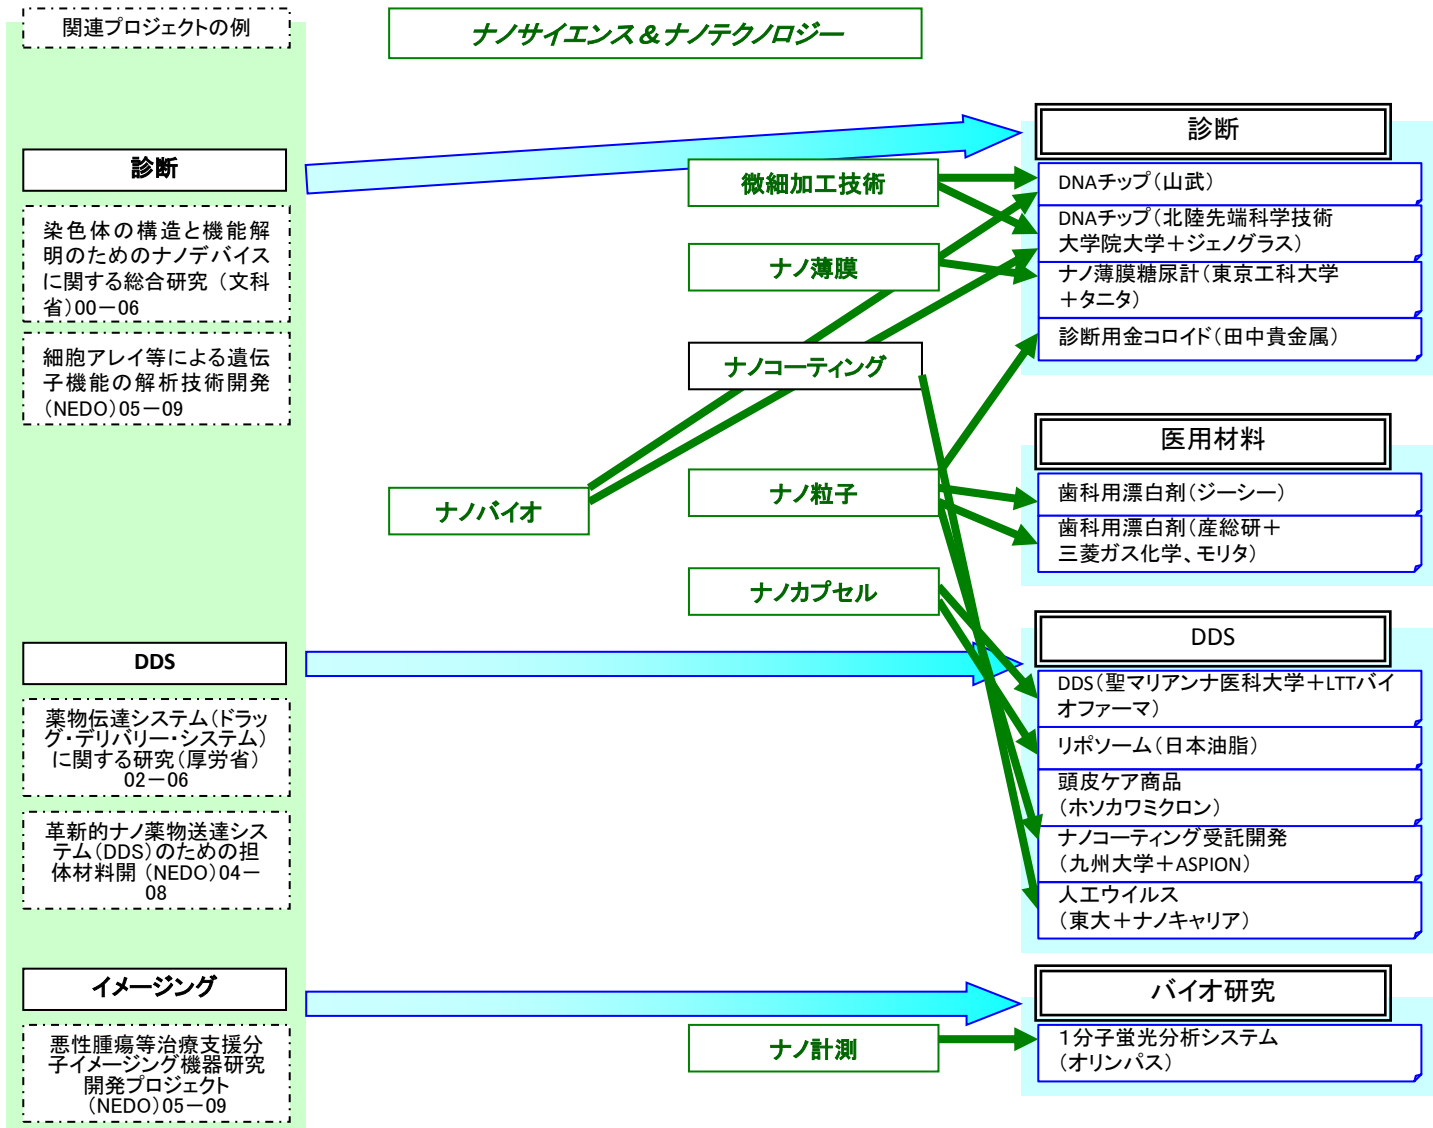 関連プロジェクトの例
ナノサイエンス＆ナノテクノロジー
診断
染色体の構造と機能解
明のためのナノデバイス
に関する総合研究（文科
省）00－06
細胞アレイ等による遺伝
子機能の解析技術開発
（NEDO）05－09
DDS
薬物伝達システム（ドラッ
グ・デリバリー・システム）
に関する研究（厚労省）
02－06
革新的ナノ薬物送達シス
テム（DDS）のための担
体材料開（NEDO）04－
08
イメージング
悪性腫瘍等治療支援分
子イメージング機器研究
開発プロジェクト
（NEDO）05－09
ナノバイオ
微細加工技術
ナノ薄膜
ナノコーティング
ナノ粒子
ナノカプセル
ナノ計測
診断
DNAチップ（山武）
DNAチップ（北陸先端科学技術
大学院大学＋ジェノグラス）
ナノ薄膜糖尿計（東京工科大学
＋タニタ）
診断用金コロイド（田中貴金属）
医用材料
歯科用漂白剤（ジーシー）
歯科用漂白剤（産総研＋
三菱ガス化学、モリタ）
DDS
DDS（聖マリアンナ医科大学＋LTTバイ
オファーマ）
リポソーム（日本油脂）
頭皮ケア商品
（ホソカワミクロン）
ナノコーティング受託開発
（九州大学＋ASPION）
人工ウイルス
（東大＋ナノキャリア）
バイオ研究
１分子蛍光分析システム
（オリンパス）